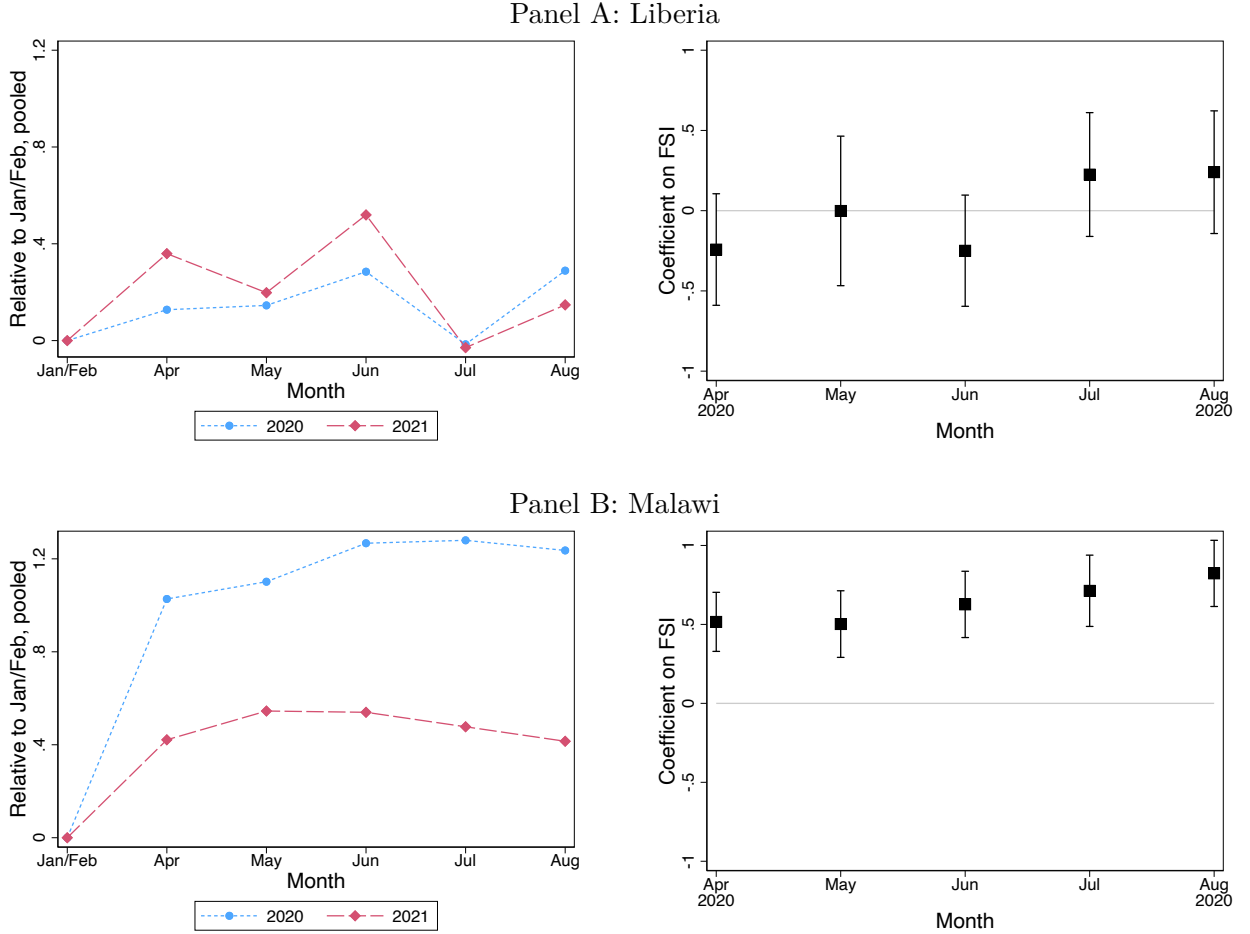 Panel A: Liberia
Relative to Jan/Feb, pooled
1.2
.8
.4
0
Jan/Feb Apr May Jun Jul Aug
Month
2020 2021
Coefficient on FSI
1
.5
0
-.5
-1
Apr May Jun Jul Aug
2020 2020
Month
Panel B: Malawi
Relative to Jan/Feb, pooled
1.2
.8
.4
0
Jan/Feb Apr May Jun Jul Aug
Month
2020 2021
Coefficient on FSI
1
.5
0
-.5
-1
Apr May Jun Jul Aug
2020 2020
Month